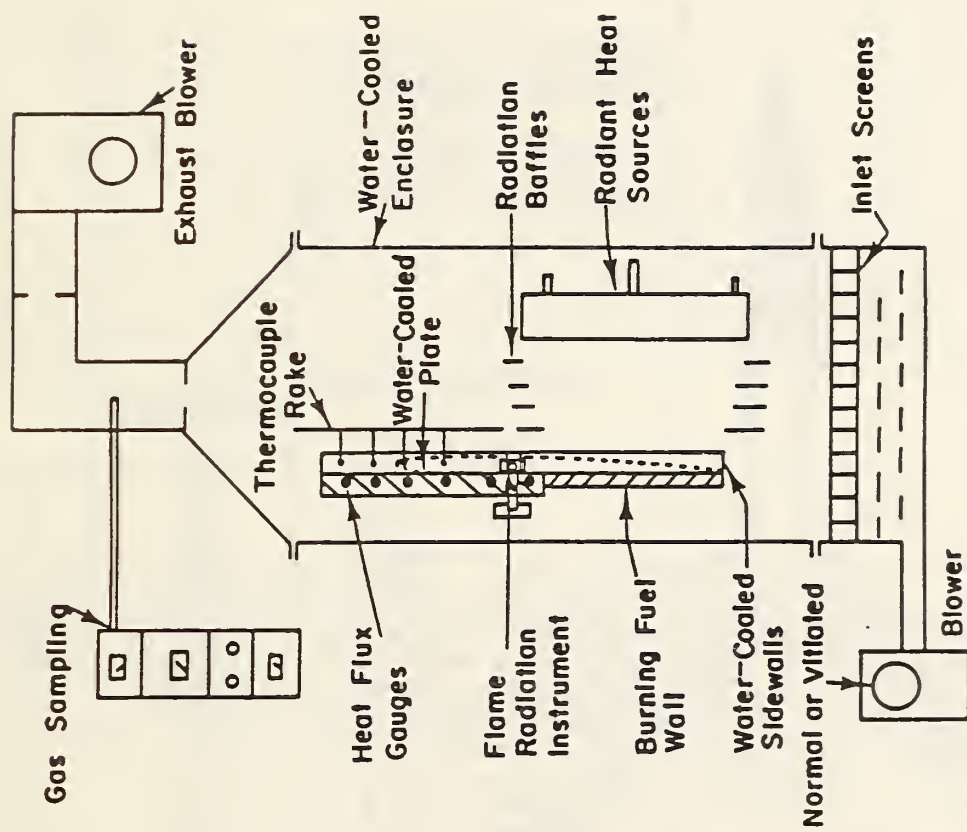 Gas Sampling
Exhaust Blower
Thermocouple
Rake
Water-Cooled
Plate
Water-Cooled
Enclosure
Heat Flux
Gauges
Flame
Radiation
Instrument
Radiation
Baffles
Radiant Heat
Sources
Burning Fuel
Wall
Water-Cooled
Sidewalls
Inlet Screens
Normal or Vitiated
Blower